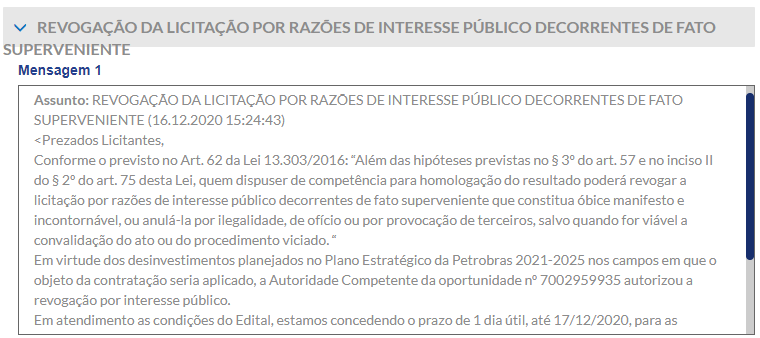 REVOGAÇÃO DA LICITAÇÃO POR RAZÕES DE INTERESSE PÚBLICO DECORRENTES DE FATO
SUPERVENIENTE
Mensagem 1
Assunto: REVOGAÇÃO DA LICITAÇÃO POR RAZÕES DE INTERESSE PÚBLICO DECORRENTES DE FATO
SUPERVENIENTE (16.12.2020 15:24:43)
<Prezados Licitantes,
Conforme o previsto no Art. 62 da Lei 13.303/2016: “Além das hipóteses previstas no § 3º do art. 57 e no inciso II
do § 2º do art. 75 desta Lei, quem dispuser de competência para homologação do resultado poderá revogar a
licitação por razões de interesse público decorrentes de fato superveniente que constitua óbice manifesto e
incontornável, ou anulá-la por ilegalidade, de ofício ou por provocação de terceiros, salvo quando for viável a
convalidação do ato ou do procedimento viciado. “
Em virtude dos desinvestimentos planejados no Plano Estratégico da Petrobras 2021-2025 nos campos em que o
objeto da contratação seria aplicado, a Autoridade Competente da oportunidade nº 7002959935 autorizou a
revogação por interesse público.
Em atendimento as condições do Edital, estamos concedendo o prazo de 1 dia útil, até 17/12/2020, para as